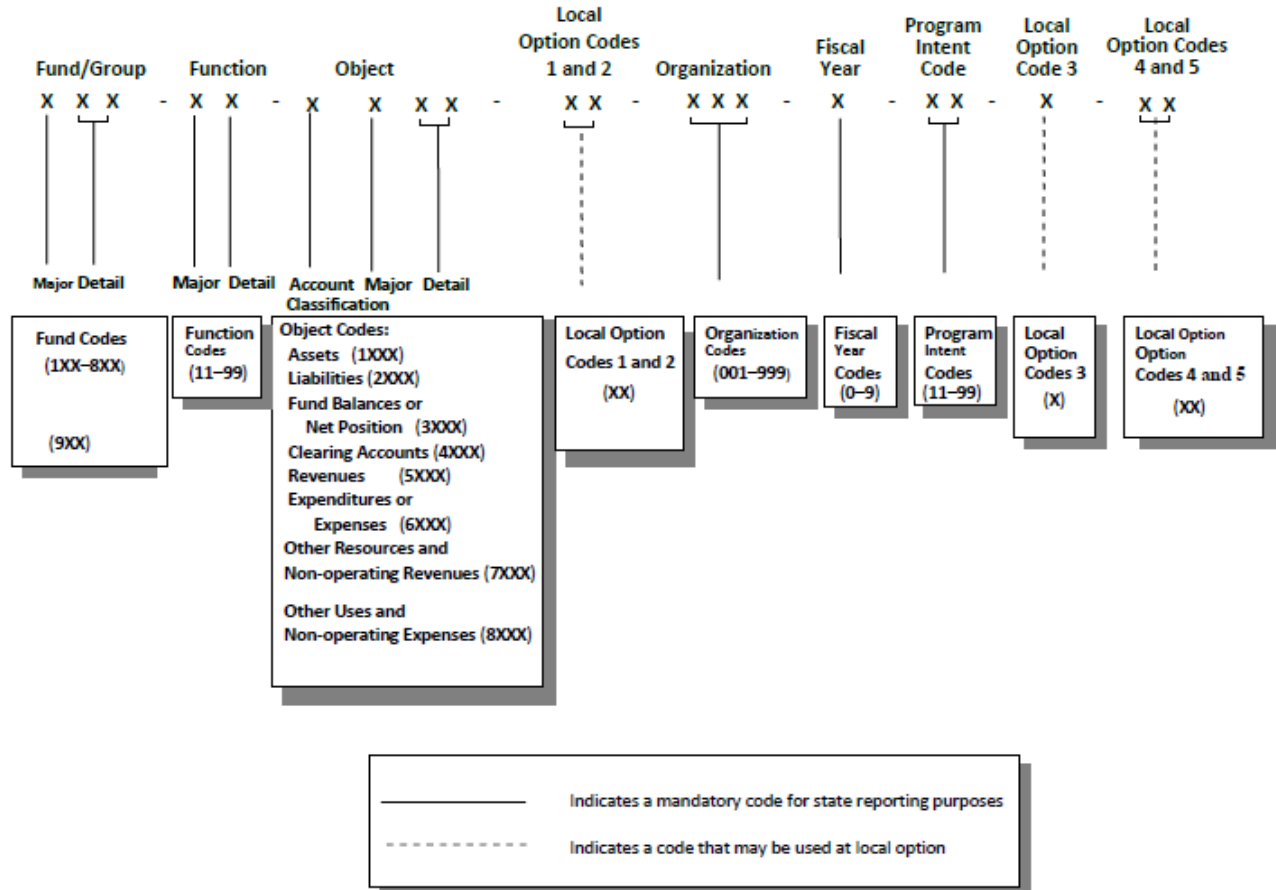 Fund/Group
Function
Object
Local
Option Codes
1 and 2
Organization
Fiscal
Year
Program
Intent
Code
Local
Option
Code 3
Local
Option Codes
4 and 5
X X X - X X - X X X X - X X - X X X - X - X X - X - X X
Major Detail
Major Detail
Account Major Detail
Classification
Fund Codes
(1XX–8XX)
(9XX)
Function
Codes
(11–99)
Object Codes:
Assets (1XXX)
Liabilities (2XXX)
Fund Balances or
Net Position (3XXX)
Clearing Accounts (4XXX)
Revenues (5XXX)
Expenditures or
Expenses (6XXX)
Other Resources and
Non-operating Revenues (7XXX)
Other Uses and
Non-operating Expenses (8XXX)
Local Option
Codes 1 and 2
(XX)
Organization
Codes
(001–999)
Fiscal
Year
Codes
(0–9)
Program
Intent
Codes
(11–99)
Local
Option
Codes 3
(X)
Local Option
Option
Codes 4 and 5
(XX)
Indicates a mandatory code for state reporting purposes
Indicates a code that may be used at local option